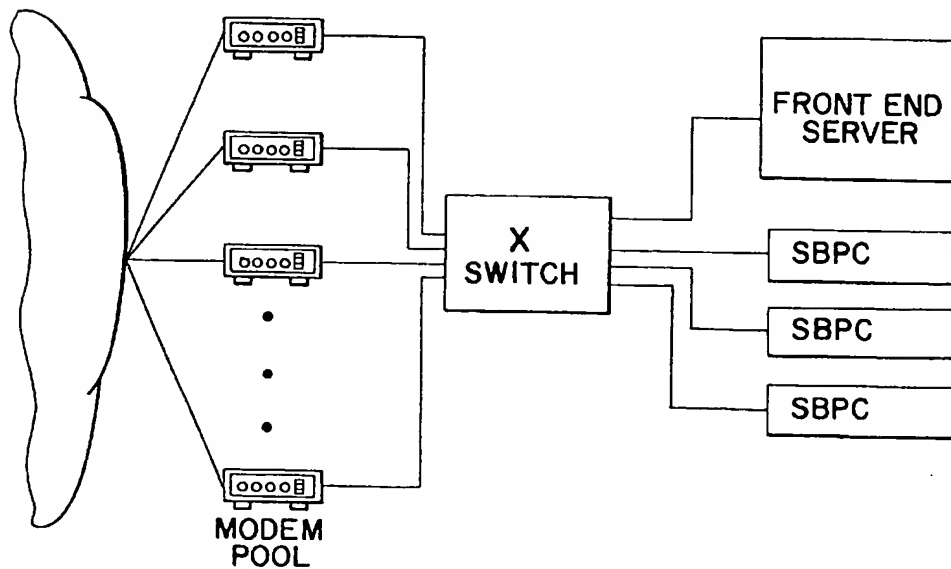 FRONT END
SERVER
X
SWITCH
SBPC
SBPC
SBPC
MODEM
POOL